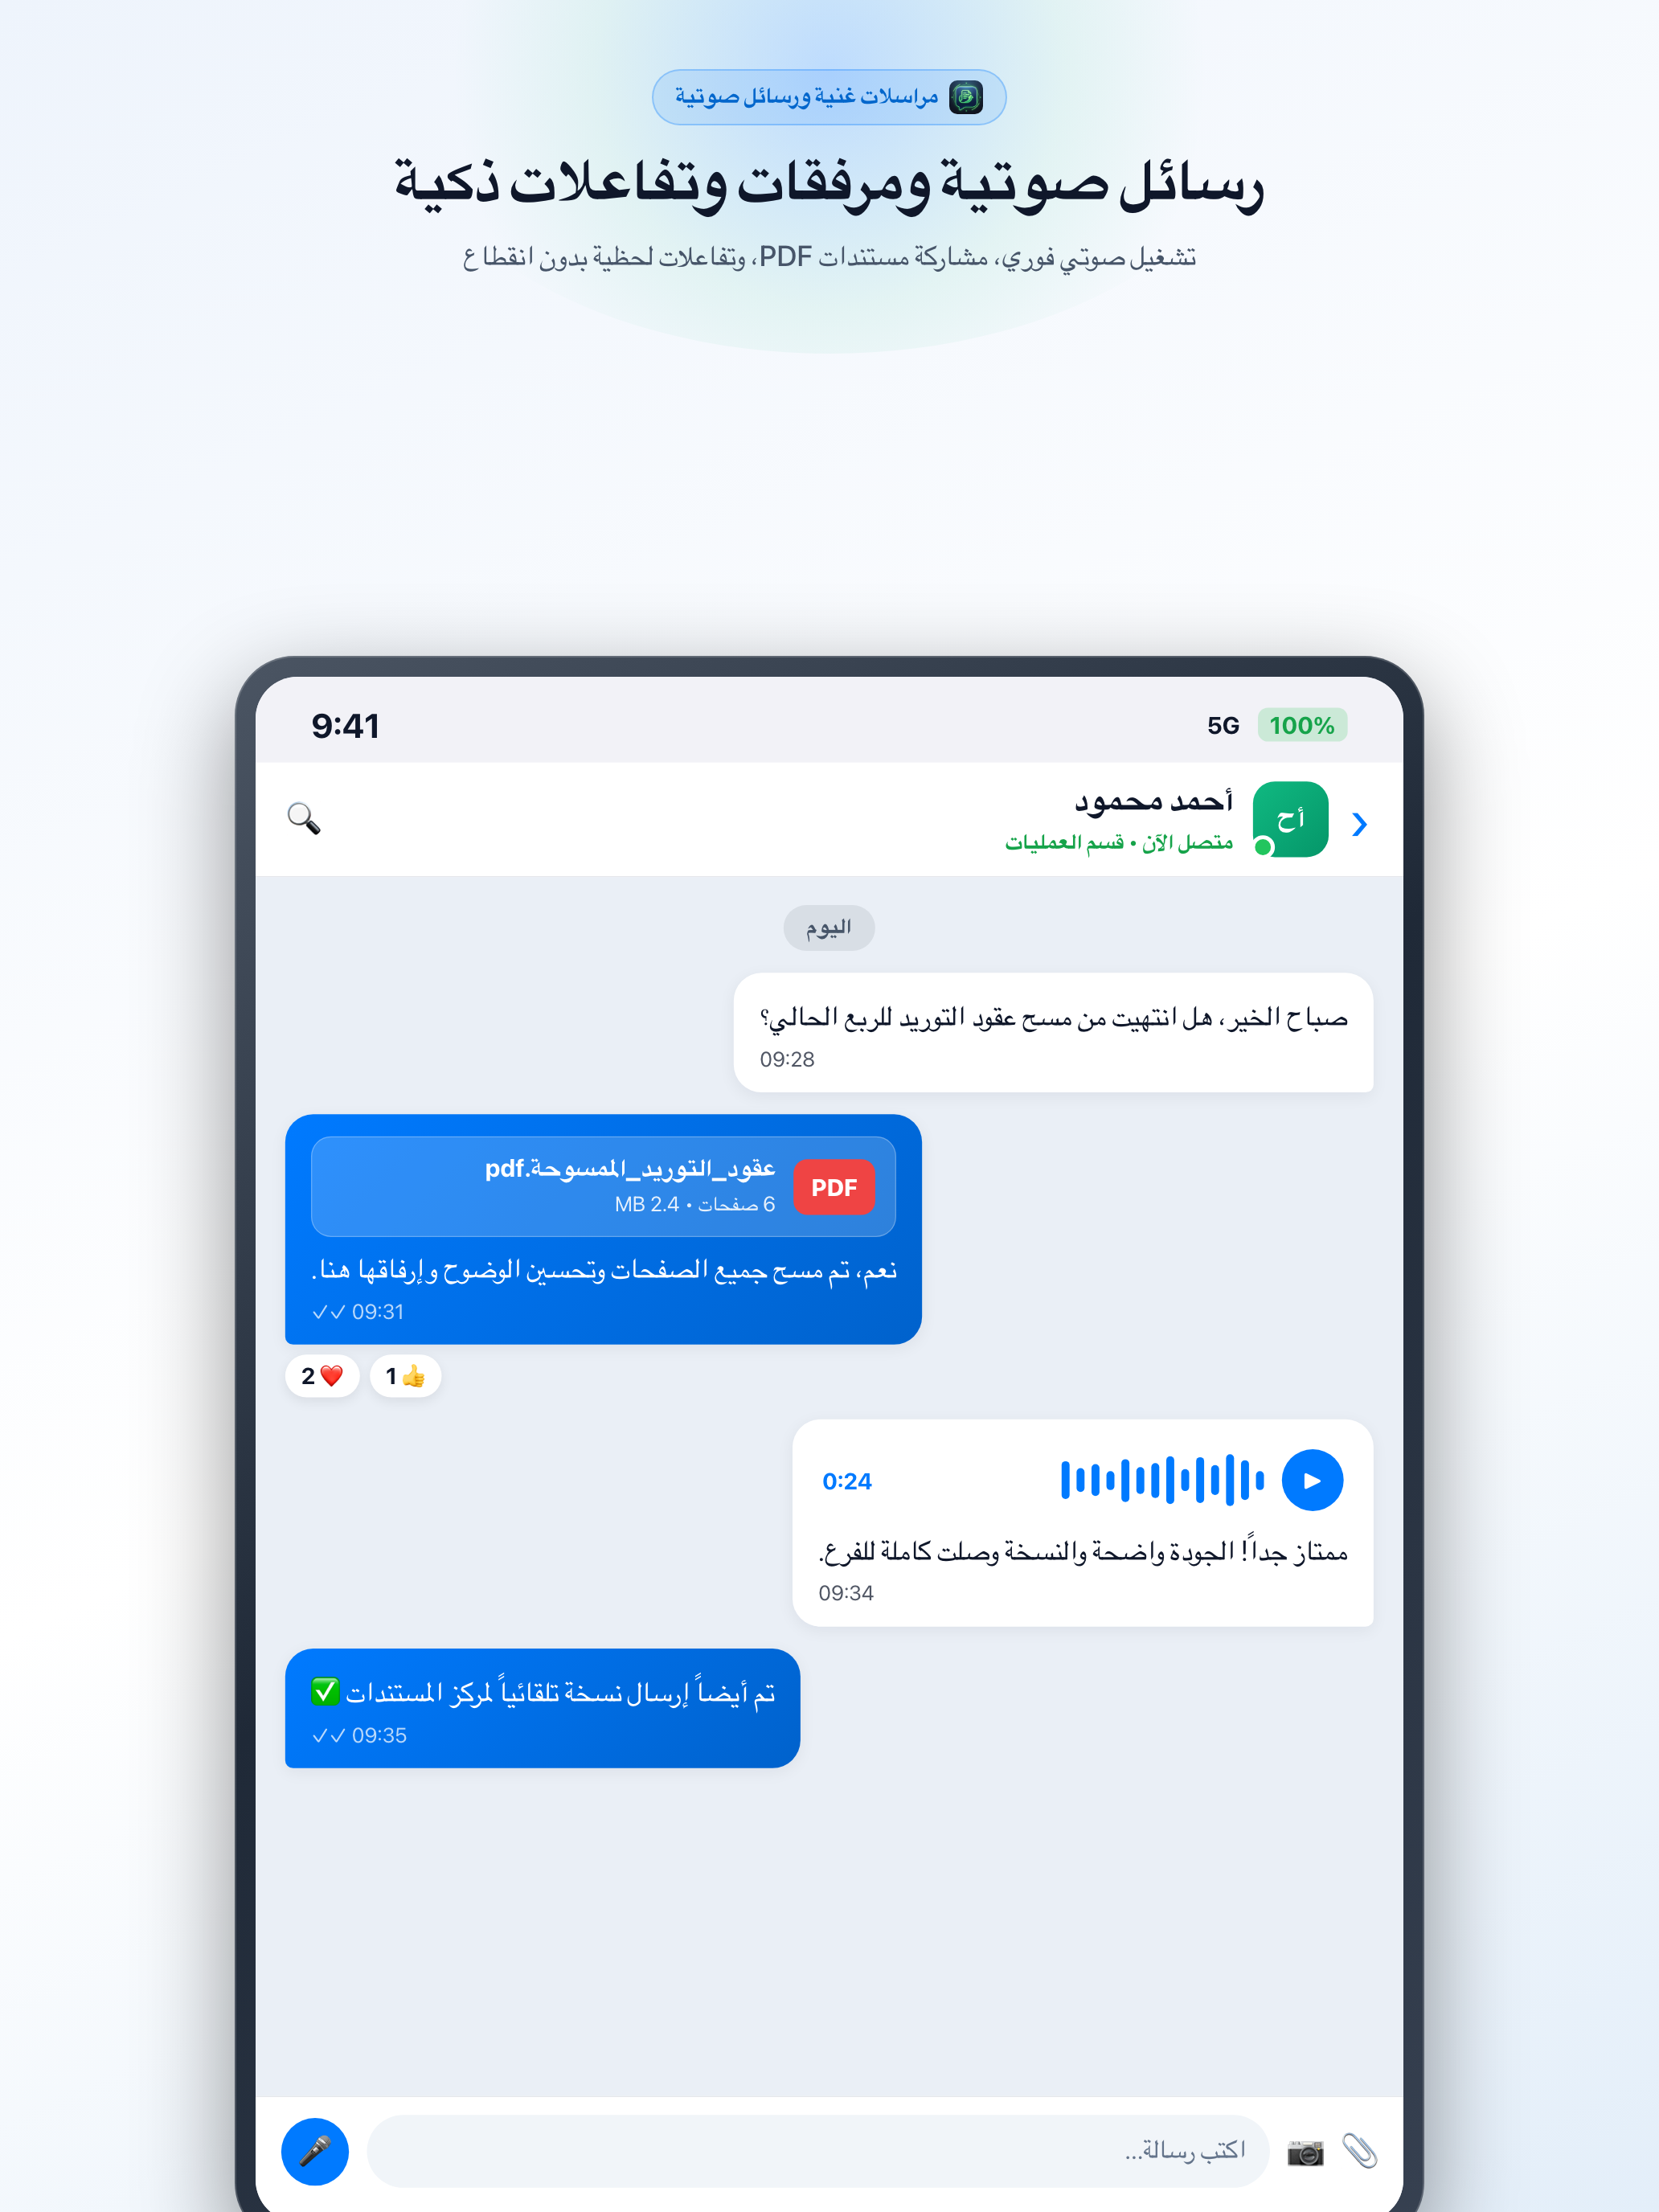 مراسلات غنية ورسائل صوتية
رسائل صوتية ومرفقات وتفاعلات ذكية
تشغيل صوتي فوري، مشاركة مستندات PDF، وتفاعلات لحظية بدون انقطاع
9:41
5G 100%
أح
أحمد محمود
متصل الآن • قسم العمليات
اليوم
صباح الخير، هل انتهيت من مسح عقود التوريد للربع الحالي؟
09:28
PDF
عقود_التوريد_الممسوحة.pdf
6 صفحات • 2.4 MB
نعم، تم مسح جميع الصفحات وتحسين الوضوح وإرفاقها هنا.
09:31 ✓✓
👍 1
❤️ 2
0:24
ممتاز جداً! الجودة واضحة والنسخة وصلت كاملة للفرع.
09:34
تم أيضاً إرسال نسخة تلقائياً لمركز المستندات ✅
09:35 ✓✓
اكتب رسالة...